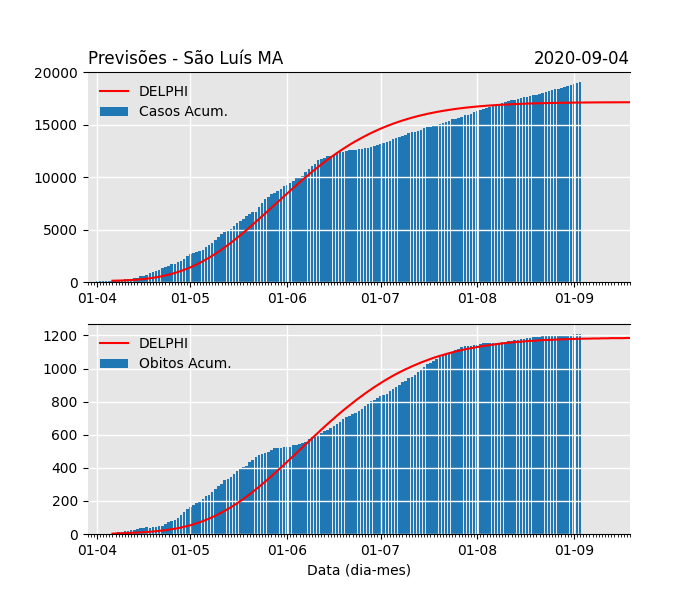 Previsões - São Luís MA 2020-09-04
20000
15000
10000
5000
0
DELPHI
Casos Acum.
01-04 01-05 01-06 01-07 01-08 01-09
1200
1000
800
600
400
200
0
DELPHI
Obitos Acum.
01-04 01-05 01-06 01-07 01-08 01-09
Data (dia-mes)